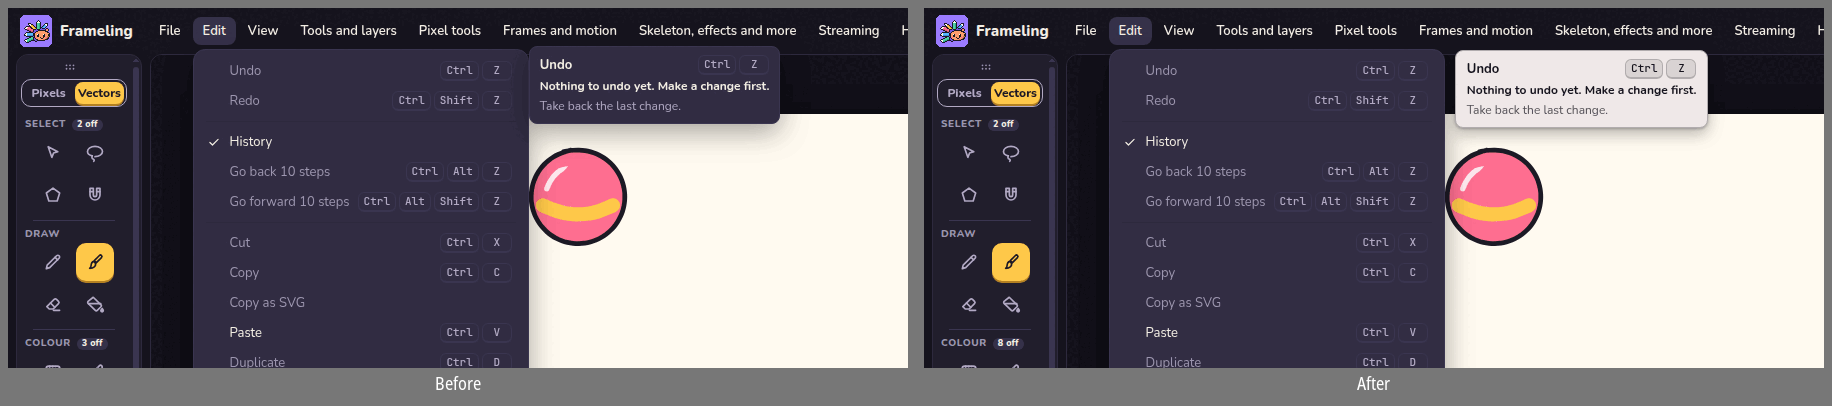 Frameling File Edit View Tools and layers Pixel tools Frames and motion Skeleton, effects and more Streaming
Pixels Vectors
SELECT 2 off
DRAW
COLOUR 3 off
Undo Ctrl Z
Redo Ctrl Shift Z
History
Go back 10 steps Ctrl Alt Z
Go forward 10 steps Ctrl Alt Shift Z
Cut Ctrl X
Copy Ctrl C
Copy as SVG
Paste Ctrl V
Duplicate Ctrl D
Undo Ctrl Z
Nothing to undo yet. Make a change first.
Take back the last change.
Before
Frameling File Edit View Tools and layers Pixel tools Frames and motion Skeleton, effects and more Streaming
Pixels Vectors
SELECT 2 off
DRAW
COLOUR 8 off
Undo Ctrl Z
Redo Ctrl Shift Z
History
Go back 10 steps Ctrl Alt Z
Go forward 10 steps Ctrl Alt Shift Z
Cut Ctrl X
Copy Ctrl C
Copy as SVG
Paste Ctrl V
Duplicate Ctrl D
Undo Ctrl Z
Nothing to undo yet. Make a change first.
Take back the last change.
After